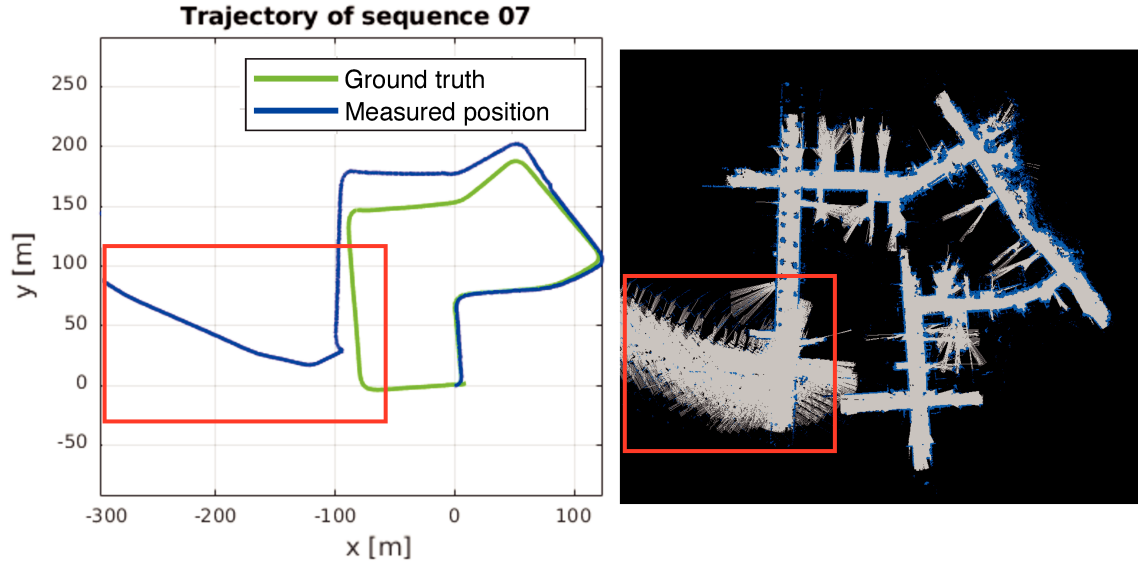 Trajectory of sequence 07
Ground truth
Measured position
250
200
150
100
50
0
-50
y [m]
-300 -200 -100 0 100
x [m]